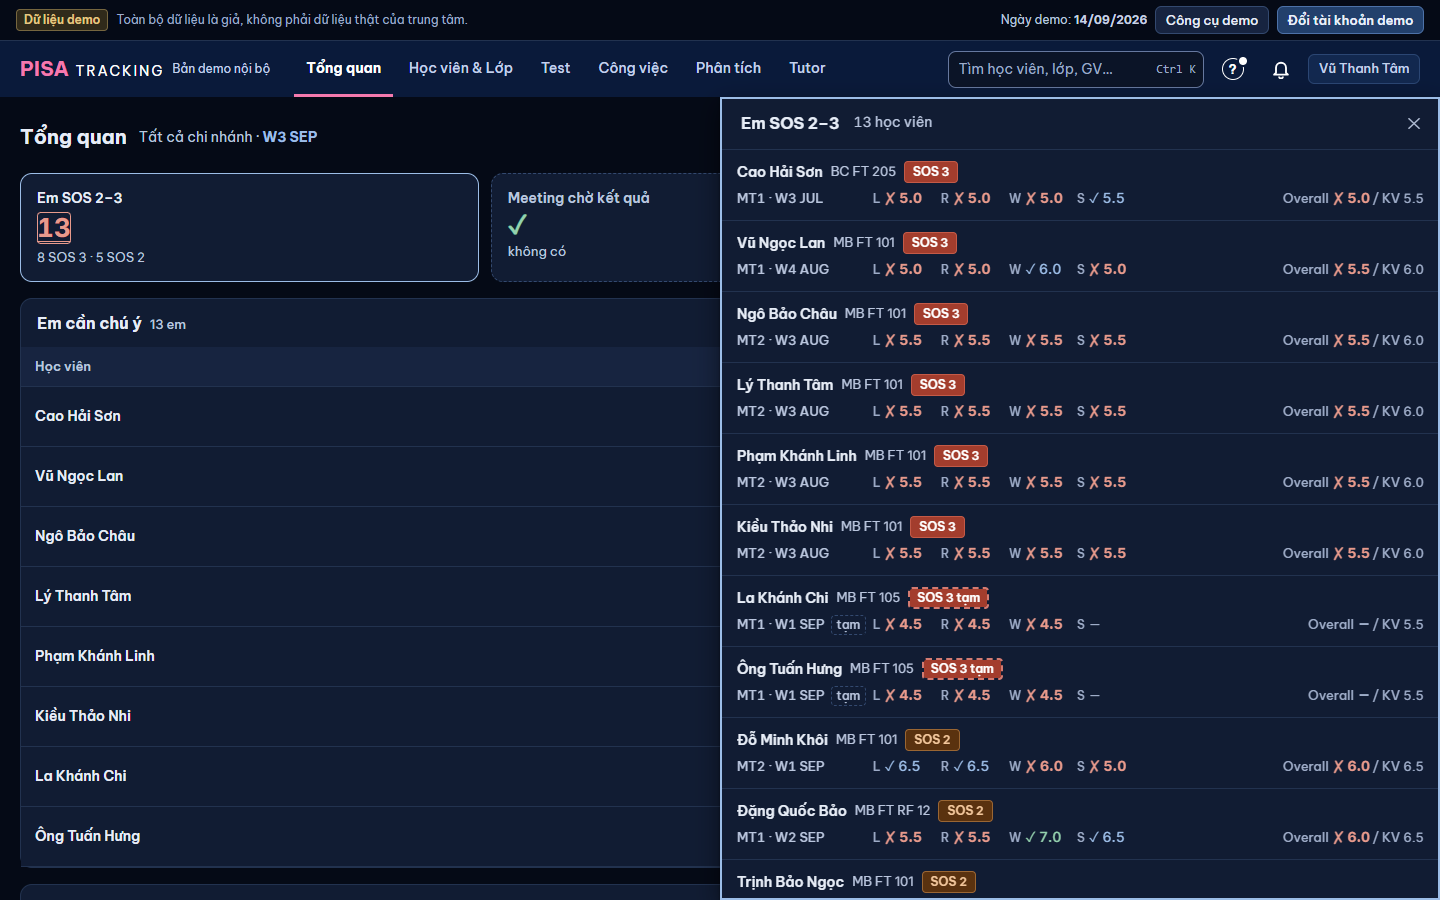 Dữ liệu demo Toàn bộ dữ liệu là giả, không phải dữ liệu thật của trung tâm. Ngày demo: 14/09/2026 Công cụ demo Đổi tài khoản demo
PISA TRACKING Bản demo nội bộ Tổng quan Học viên & Lớp Test Công việc Phân tích Tutor Tìm học viên, lớp, GV... Ctrl K ? Vũ Thanh Tâm
Tổng quan Tất cả chi nhánh · W3 SEP
Em SOS 2–3
13
8 SOS 3 · 5 SOS 2
Meeting chờ kết quả
✓
không có
Em cần chú ý 13 em
Học viên
Cao Hải Sơn
Vũ Ngọc Lan
Ngô Bảo Châu
Lý Thanh Tâm
Phạm Khánh Linh
Kiều Thảo Nhi
La Khánh Chi
Ông Tuấn Hưng
Em SOS 2–3 13 học viên
Cao Hải Sơn BC FT 205 SOS 3
MT1 · W3 JUL L ✗ 5.0 R ✗ 5.0 W ✗ 5.0 S ✓ 5.5 Overall ✗ 5.0 / KV 5.5
Vũ Ngọc Lan MB FT 101 SOS 3
MT1 · W4 AUG L ✗ 5.0 R ✗ 5.0 W ✓ 6.0 S ✗ 5.0 Overall ✗ 5.5 / KV 6.0
Ngô Bảo Châu MB FT 101 SOS 3
MT2 · W3 AUG L ✗ 5.5 R ✗ 5.5 W ✗ 5.5 S ✗ 5.5 Overall ✗ 5.5 / KV 6.0
Lý Thanh Tâm MB FT 101 SOS 3
MT2 · W3 AUG L ✗ 5.5 R ✗ 5.5 W ✗ 5.5 S ✗ 5.5 Overall ✗ 5.5 / KV 6.0
Phạm Khánh Linh MB FT 101 SOS 3
MT2 · W3 AUG L ✗ 5.5 R ✗ 5.5 W ✗ 5.5 S ✗ 5.5 Overall ✗ 5.5 / KV 6.0
Kiều Thảo Nhi MB FT 101 SOS 3
MT2 · W3 AUG L ✗ 5.5 R ✗ 5.5 W ✗ 5.5 S ✗ 5.5 Overall ✗ 5.5 / KV 6.0
La Khánh Chi MB FT 105 SOS 3 tạm
MT1 · W1 SEP tạm L ✗ 4.5 R ✗ 4.5 W ✗ 4.5 S — Overall — / KV 5.5
Ông Tuấn Hưng MB FT 105 SOS 3 tạm
MT1 · W1 SEP tạm L ✗ 4.5 R ✗ 4.5 W ✗ 4.5 S — Overall — / KV 5.5
Đỗ Minh Khôi MB FT 101 SOS 2
MT2 · W1 SEP L ✓ 6.5 R ✓ 6.5 W ✗ 6.0 S ✗ 5.0 Overall ✗ 6.0 / KV 6.5
Đặng Quốc Bảo MB FT RF 12 SOS 2
MT1 · W2 SEP L ✗ 5.5 R ✗ 5.5 W ✓ 7.0 S ✓ 6.5 Overall ✗ 6.0 / KV 6.5
Trịnh Bảo Ngọc MB FT 101 SOS 2